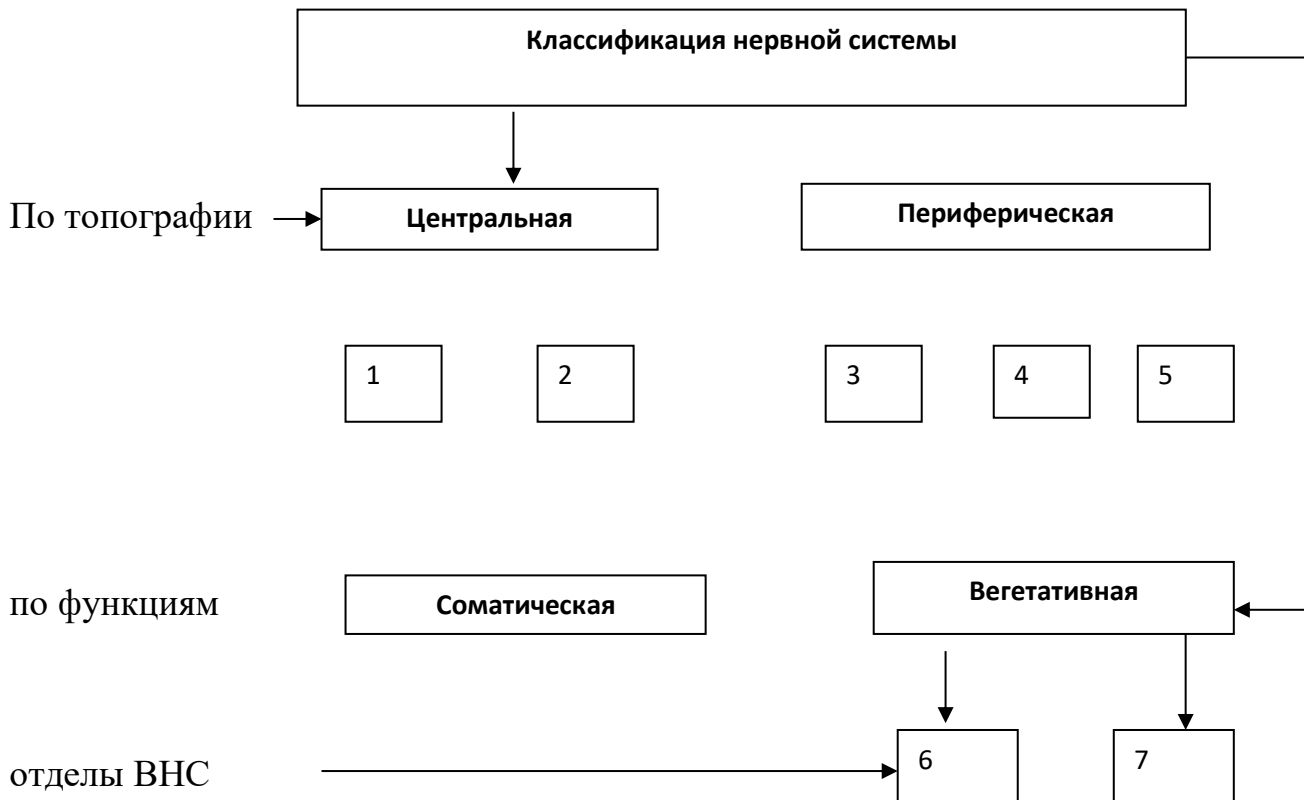 Классификация нервной системы
По топографии
Центральная
Периферическая
1
2
3
4
5
по функциям
Соматическая
Вегетативная
отделы ВНС
6
7